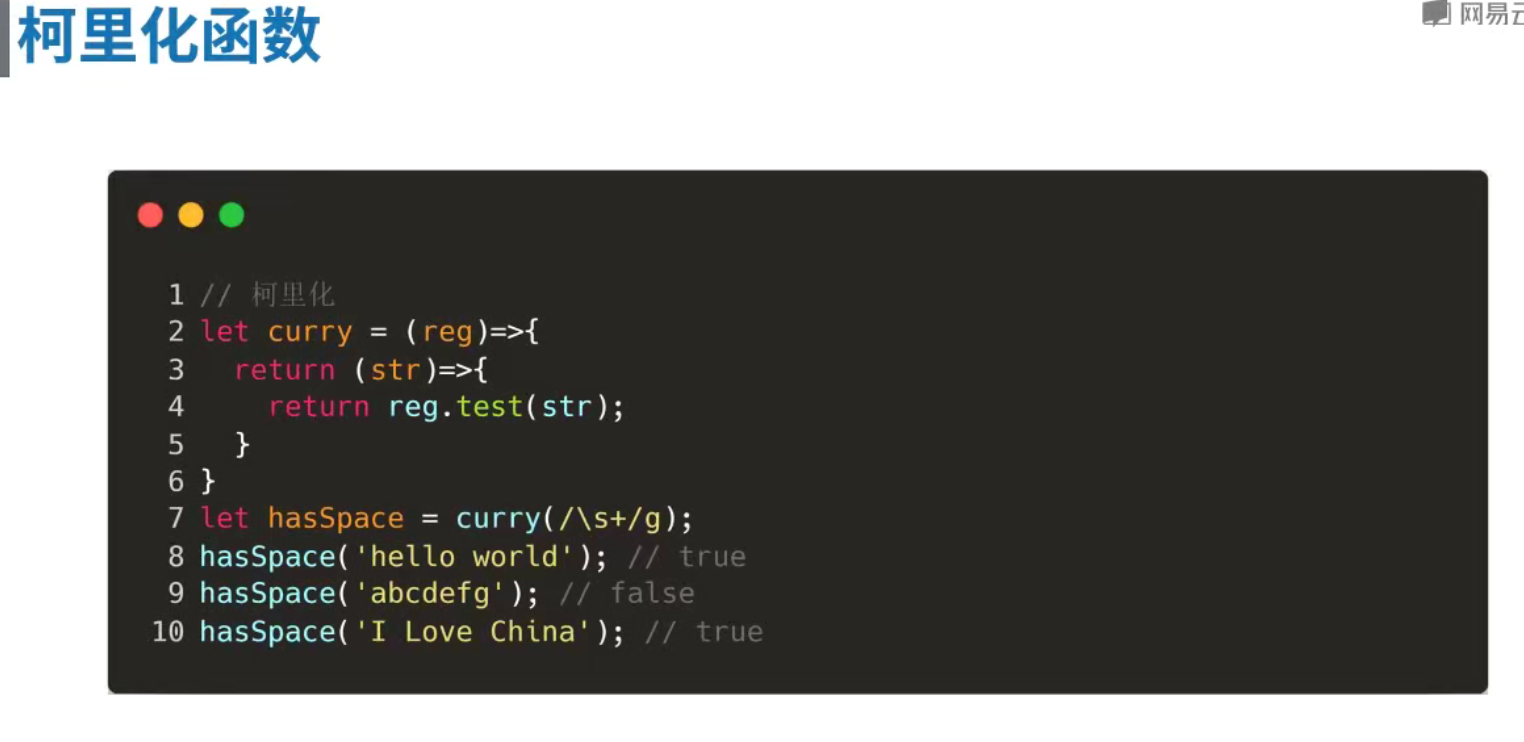 柯里化函数
网易云
1 // 柯里化
2 let curry = (reg)=>{
3   return (str)=>{
4     return reg.test(str);
5   }
6 }
7 let hasSpace = curry(/\s+/g);
8 hasSpace('hello world'); // true
9 hasSpace('abcdefg'); // false
10 hasSpace('I Love China'); // true